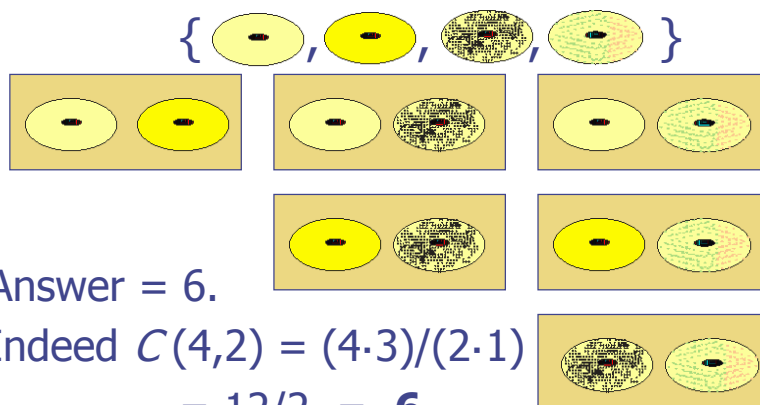 { , , , }
Answer = 6.
Indeed C (4,2) = (4·3)/(2·1)
= 12/2 = 6